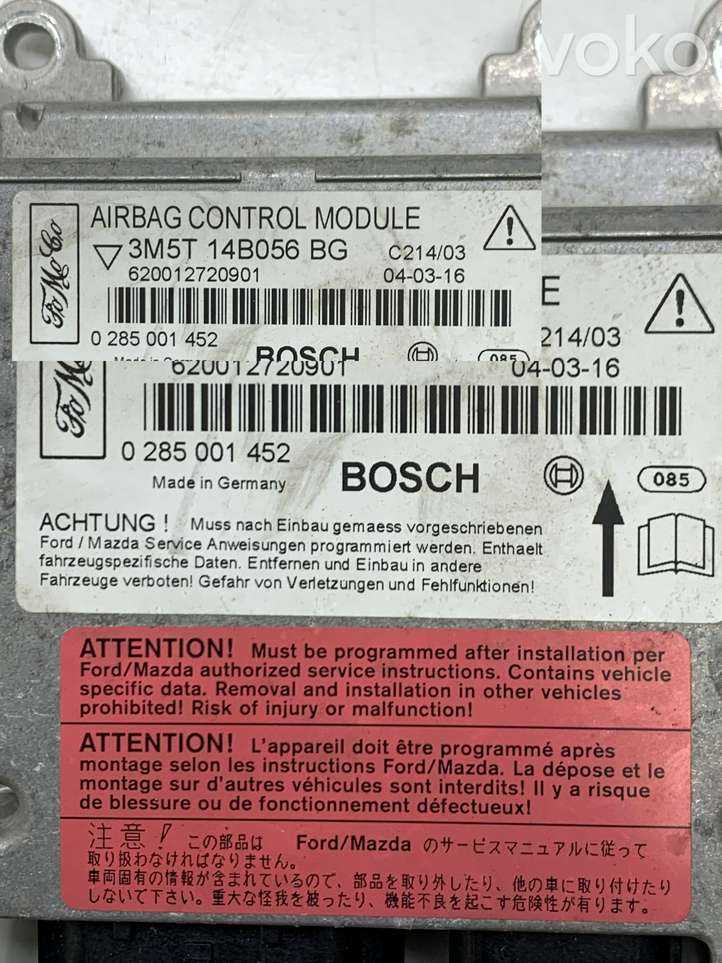 voko
FoMoCo
AIRBAG CONTROL MODULE
3M5T 14B056 BG C214/03
620012720901 04-03-16
0 285 001 452
Made in Germany BOSCH 085
E
C214/03
620012720901 04-03-16
FoMoCo
0 285 001 452
Made in Germany BOSCH 085
ACHTUNG ! Muss nach Einbau gemaess vorgeschriebenen
Ford / Mazda Service Anweisungen programmiert werden. Enthaelt
fahrzeugspezifische Daten. Entfernen und Einbau in andere
Fahrzeuge verboten! Gefahr von Verletzungen und Fehlfunktionen!
ATTENTION! Must be programmed after installation per
Ford/Mazda authorized service instructions. Contains vehicle
specific data. Removal and installation in other vehicles
prohibited! Risk of injury or malfunction!
ATTENTION! L'appareil doit être programmé après
montage selon les instructions Ford/Mazda. La dépose et le
montage sur d'autres véhicules sont interdits! Il y a risque
de blessure ou de fonctionnement défectueux!
注意! この部品は Ford/Mazda のサービスマニュアルに従って
取り扱わなければなりません。
車両固有の情報が含まれているので、部品を取り外したり、他の車に取り付けたり
しないで下さい。重大な怪我を被ったり、機能不良を起こす危険性が有ります。